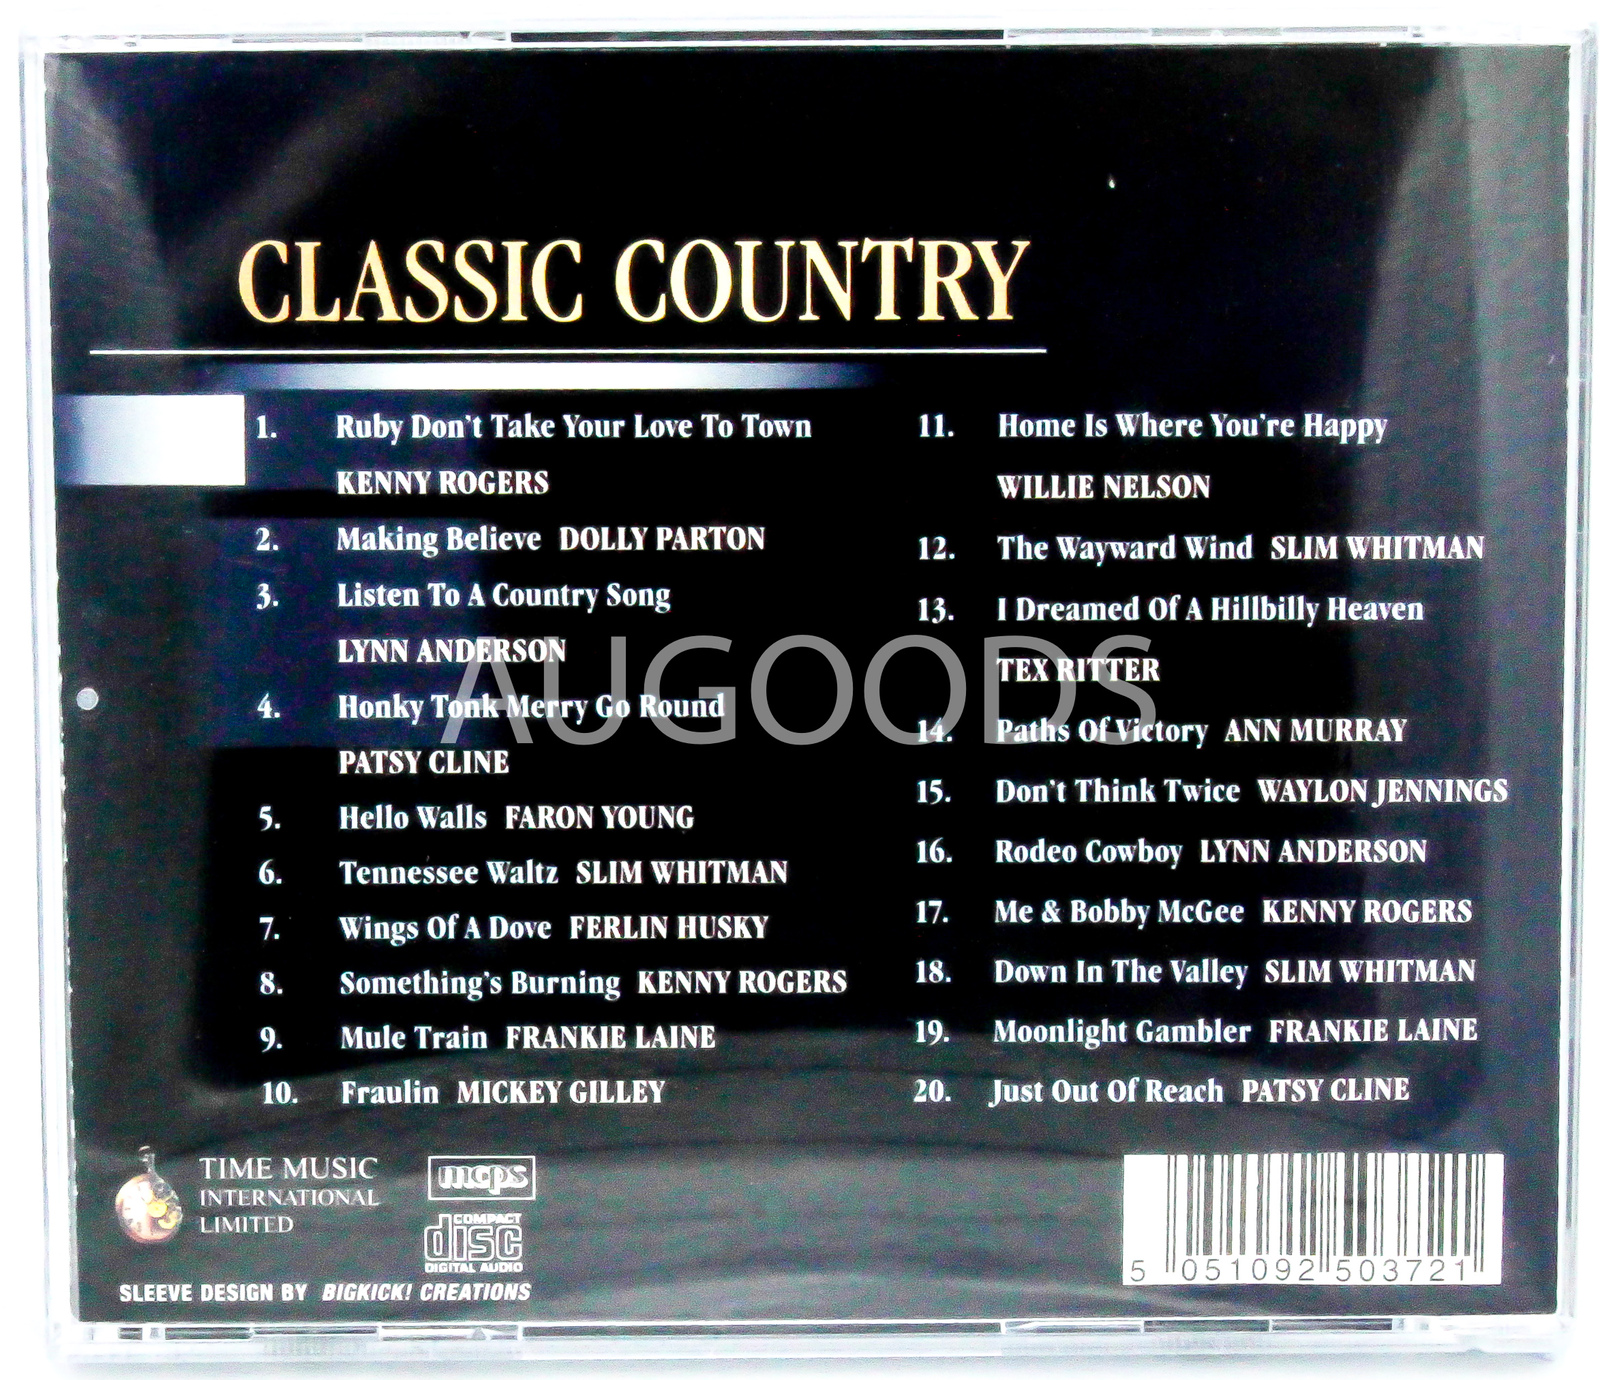 CLASSIC COUNTRY
1. Ruby Don't Take Your Love To Town
KENNY ROGERS
2. Making Believe DOLLY PARTON
3. Listen To A Country Song
LYNN ANDERSON
4. Honky Tonk Merry Go Round
PATSY CLINE
5. Hello Walls FARON YOUNG
6. Tennessee Waltz SLIM WHITMAN
7. Wings Of A Dove FERLIN HUSKY
8. Something's Burning KENNY ROGERS
9. Mule Train FRANKIE LAINE
10. Fraulin MICKEY GILLEY
11. Home Is Where You're Happy
WILLIE NELSON
12. The Wayward Wind SLIM WHITMAN
13. I Dreamed Of A Hillbilly Heaven
TEX RITTER
14. Paths Of Victory ANN MURRAY
15. Don't Think Twice WAYLON JENNINGS
16. Rodeo Cowboy LYNN ANDERSON
17. Me & Bobby McGee KENNY ROGERS
18. Down In The Valley SLIM WHITMAN
19. Moonlight Gambler FRANKIE LAINE
20. Just Out Of Reach PATSY CLINE
AUGOODS
TIME MUSIC
INTERNATIONAL
LIMITED
mcps
COMPACT
disc
DIGITAL AUDIO
SLEEVE DESIGN BY BIGKICK! CREATIONS
5 051092 503721